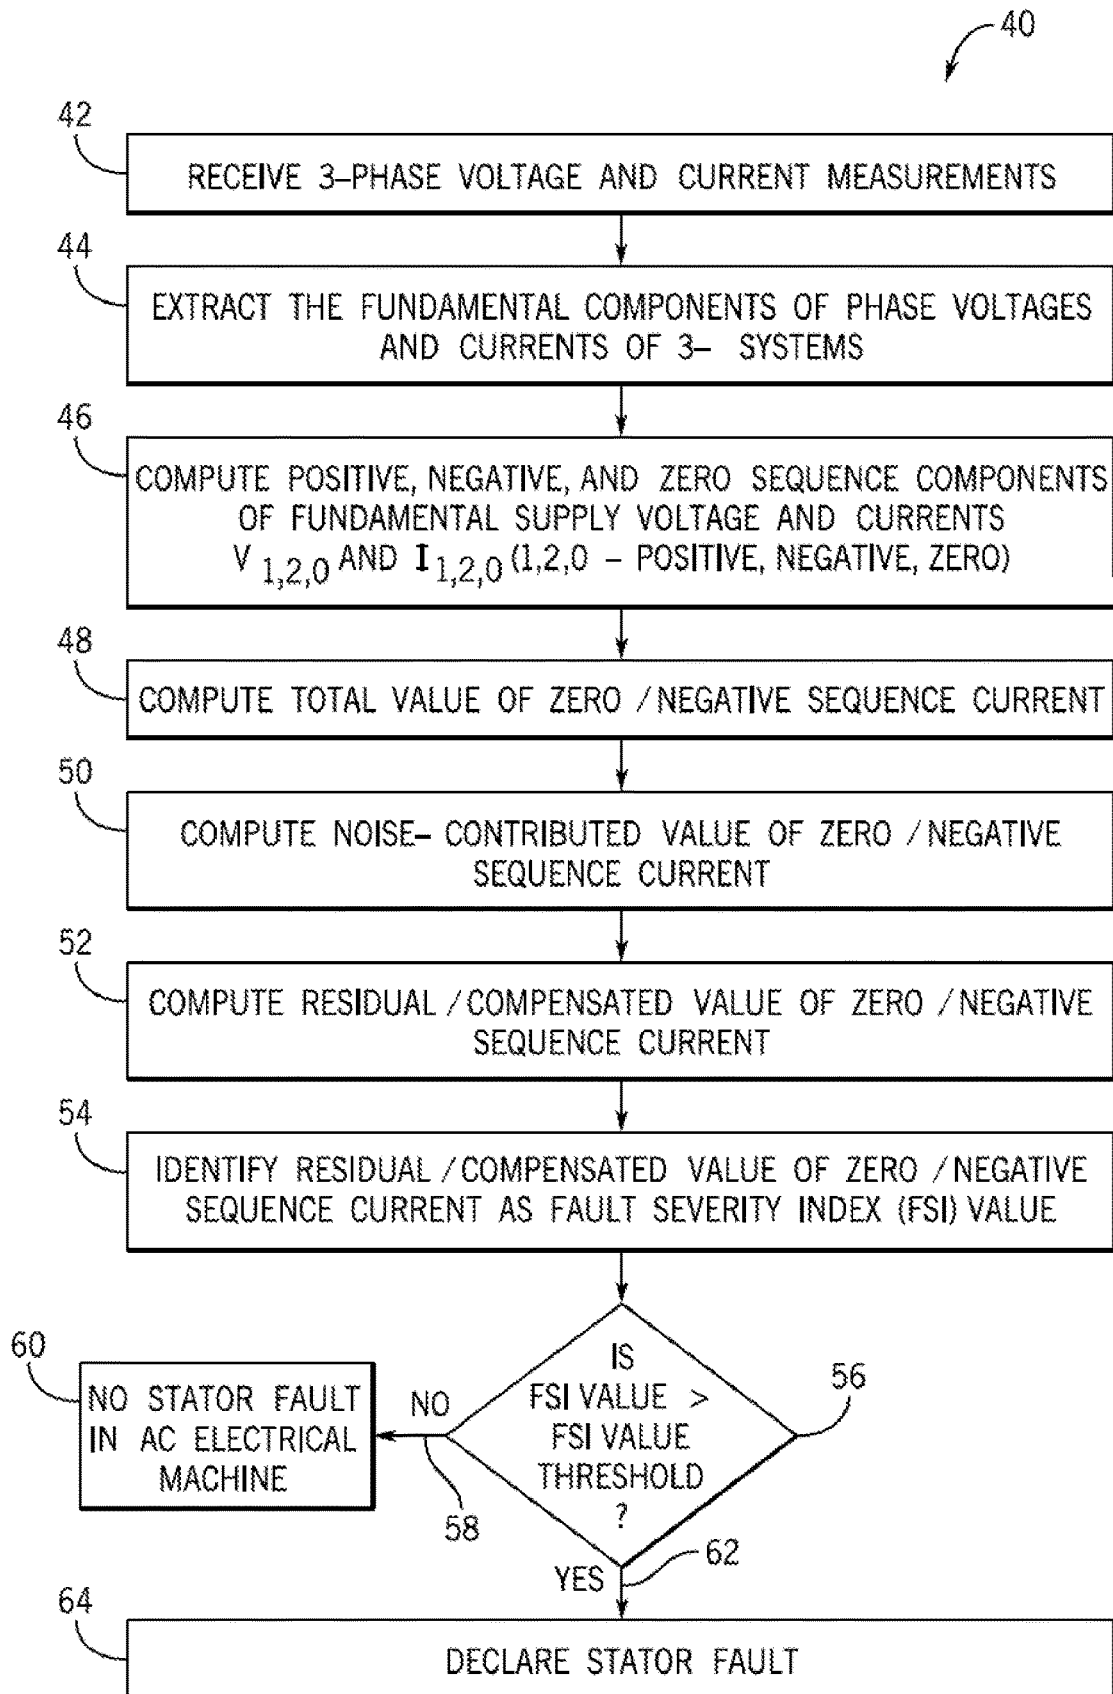 40
42
RECEIVE 3–PHASE VOLTAGE AND CURRENT MEASUREMENTS
44
EXTRACT THE FUNDAMENTAL COMPONENTS OF PHASE VOLTAGES
AND CURRENTS OF 3– SYSTEMS
46
COMPUTE POSITIVE, NEGATIVE, AND ZERO SEQUENCE COMPONENTS
OF FUNDAMENTAL SUPPLY VOLTAGE AND CURRENTS
V 1,2,0 AND I 1,2,0 (1,2,0 – POSITIVE, NEGATIVE, ZERO)
48
COMPUTE TOTAL VALUE OF ZERO /NEGATIVE SEQUENCE CURRENT
50
COMPUTE NOISE– CONTRIBUTED VALUE OF ZERO /NEGATIVE
SEQUENCE CURRENT
52
COMPUTE RESIDUAL /COMPENSATED VALUE OF ZERO /NEGATIVE
SEQUENCE CURRENT
54
IDENTIFY RESIDUAL /COMPENSATED VALUE OF ZERO /NEGATIVE
SEQUENCE CURRENT AS FAULT SEVERITY INDEX (FSI) VALUE
IS
FSI VALUE >
FSI VALUE
THRESHOLD
?
56
NO
58
60
NO STATOR FAULT
IN AC ELECTRICAL
MACHINE
YES
62
64
DECLARE STATOR FAULT